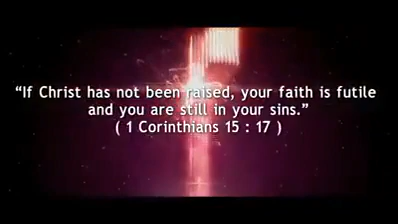 “If Christ has not been raised, your faith is futile
and you are still in your sins.”
( 1 Corinthians 15 : 17 )